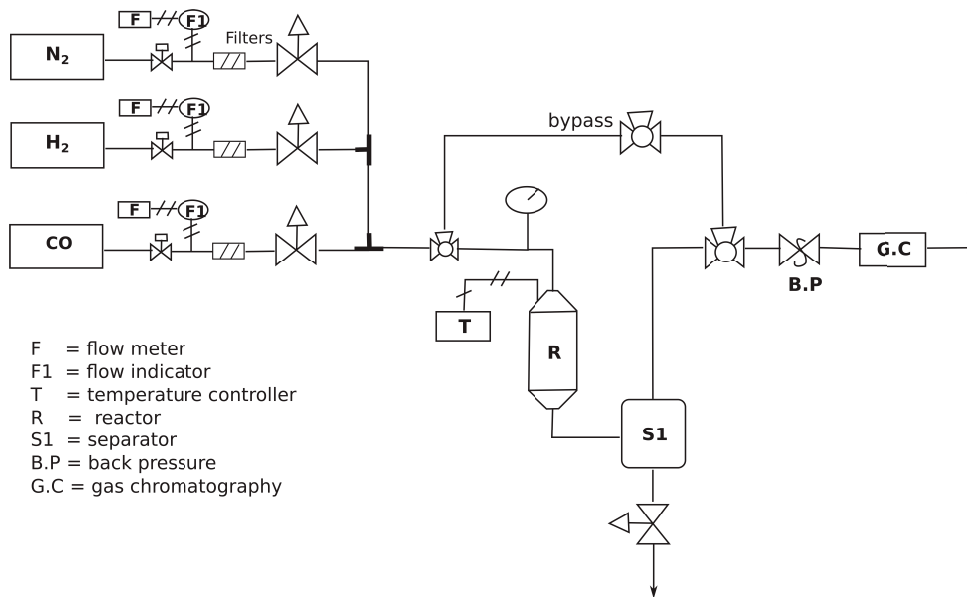 F F1
N₂
Filters
F F1
H₂
bypass
F F1
CO
G.C
B.P
T
R
S1
F = flow meter
F1 = flow indicator
T = temperature controller
R = reactor
S1 = separator
B.P = back pressure
G.C = gas chromatography